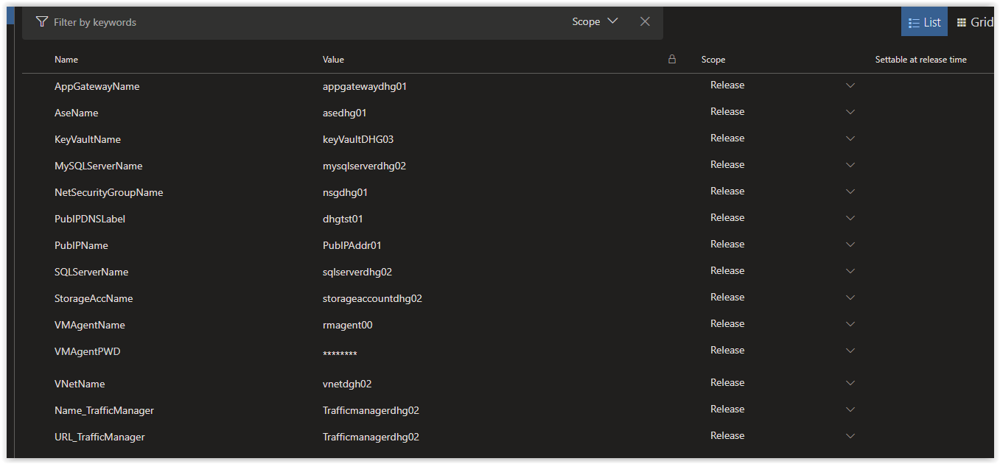 Filter by keywords Scope List Grid
Name Value Scope Settable at release time
AppGatewayName appgatewaydhg01 Release
AseName asedhg01 Release
KeyVaultName keyVaultDHG03 Release
MySQLServerName mysqlserverdhg02 Release
NetSecurityGroupName nsgdhg01 Release
PubIPDNSLabel dhgtst01 Release
PubIPName PubIPAddr01 Release
SQLServerName sqlserverdhg02 Release
StorageAccName storageaccountdhg02 Release
VMAgentName rmagent00 Release
VMAgentPWD ******** Release
VNetName vnetdgh02 Release
Name_TrafficManager Trafficmanagerdhg02 Release
URL_TrafficManager Trafficmanagerdhg02 Release